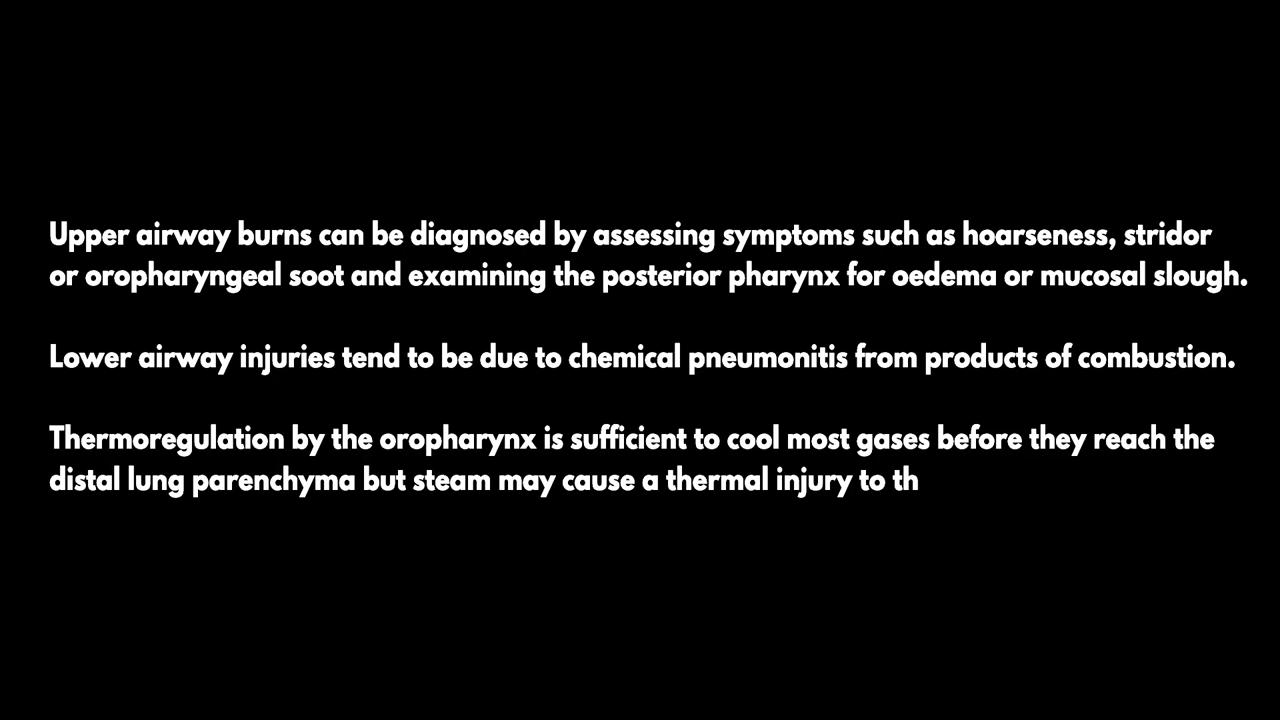 Upper airway burns can be diagnosed by assessing symptoms such as hoarseness, stridor
or oropharyngeal soot and examining the posterior pharynx for oedema or mucosal slough.
Lower airway injuries tend to be due to chemical pneumonitis from products of combustion.
Thermoregulation by the oropharynx is sufficient to cool most gases before they reach the
distal lung parenchyma but steam may cause a thermal injury to th